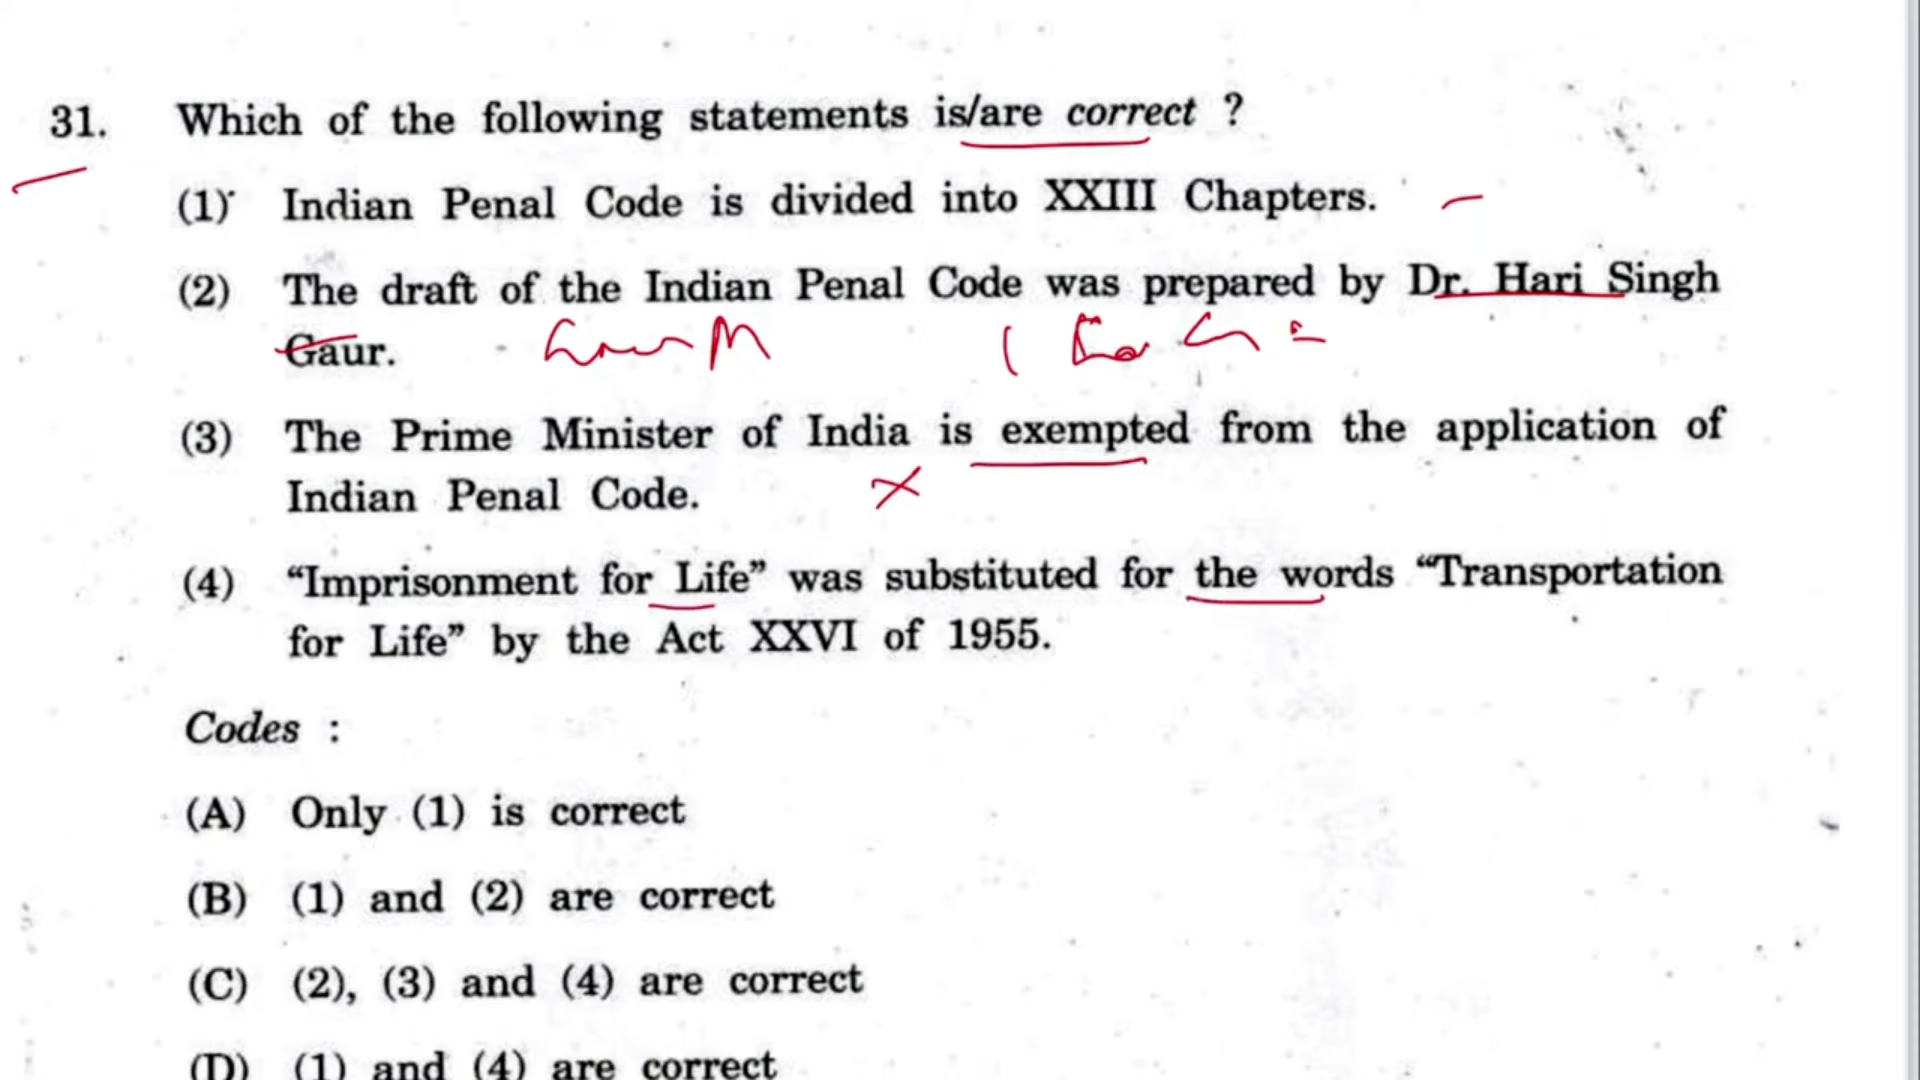 31. Which of the following statements is/are correct ?
(1) Indian Penal Code is divided into XXIII Chapters.
(2) The draft of the Indian Penal Code was prepared by Dr. Hari Singh
Gaur.
(3) The Prime Minister of India is exempted from the application of
Indian Penal Code.
(4) “Imprisonment for Life” was substituted for the words “Transportation
for Life” by the Act XXVI of 1955.
Codes :
(A) Only (1) is correct
(B) (1) and (2) are correct
(C) (2), (3) and (4) are correct
(D) (1) and (4) are correct